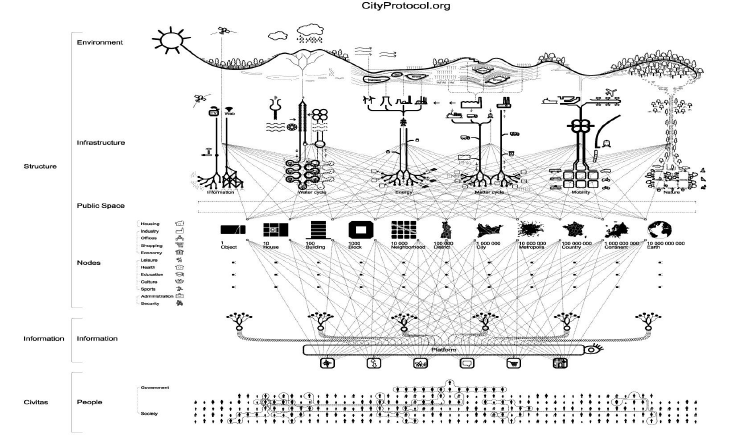 CityProtocol.org
Environment
Infrastructure
Structure
Information
Water cycle
Energy
Matter cycle
Mobility
Nature
Public Space
Housing
Industry
Offices
Shopping
Economy
Leisure
Health
Education
Culture
Sports
Administration
Security
1 10 100 1000 10 000 100 000 1 000 000 10 000 000 100 000 000 1000 000 000 10 000 000 000
Object House Building Block Neighborhood District City Metropolis Country Continent Earth
Nodes
Information
Information
Platform
Government
Civitas
People
Society